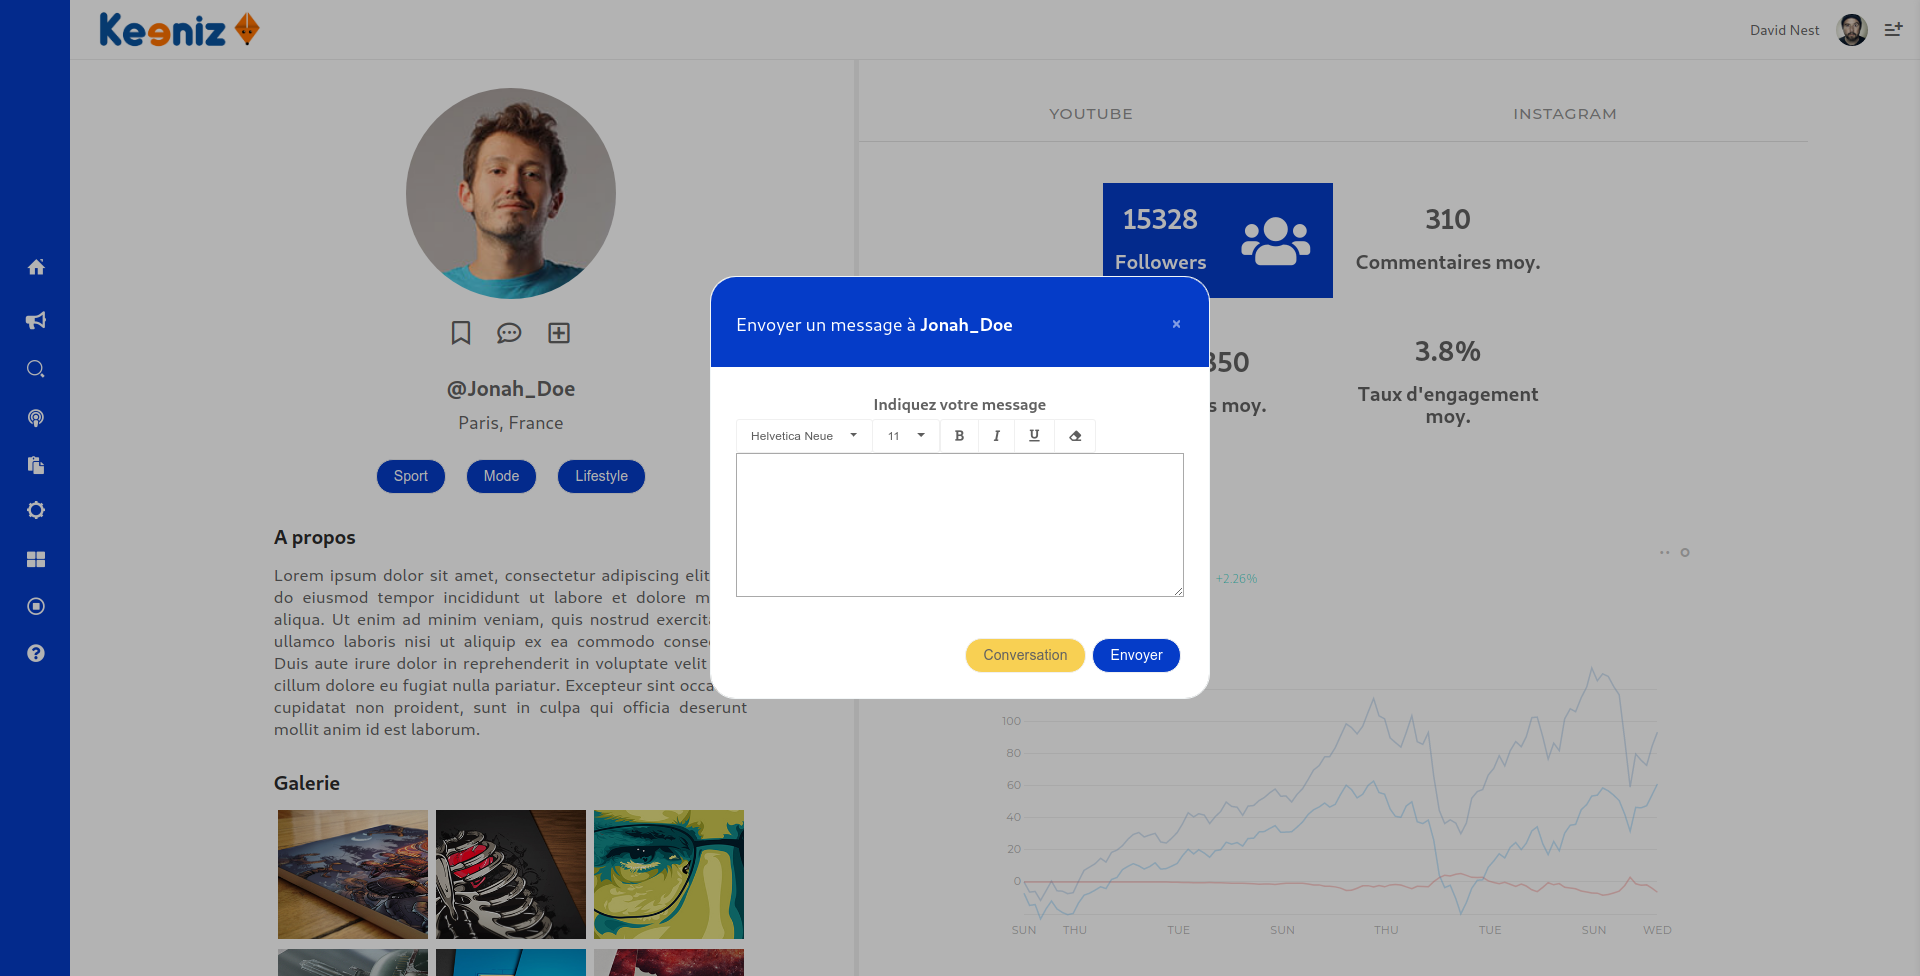 Keeniz
David Nest
@Jonah_Doe
Paris, France
Sport
Mode
Lifestyle
A propos
Lorem ipsum dolor sit amet, consectetur adipiscing elit
do eiusmod tempor incididunt ut labore et dolore m
aliqua. Ut enim ad minim veniam, quis nostrud exercit
ullamco laboris nisi ut aliquip ex ea commodo conse
Duis aute irure dolor in reprehenderit in voluptate velit
cillum dolore eu fugiat nulla pariatur. Excepteur sint occa
cupidatat non proident, sunt in culpa qui officia deserunt
mollit anim id est laborum.
Galerie
YOUTUBE
INSTAGRAM
15328
Followers
310
Commentaires moy.
350
s moy.
3.8%
Taux d'engagement
moy.
Envoyer un message à Jonah_Doe
×
Indiquez votre message
Helvetica Neue
11
B
I
U
Conversation
Envoyer
+2.26%
100
80
60
40
20
0
SUN THU TUE SUN THU TUE SUN WED